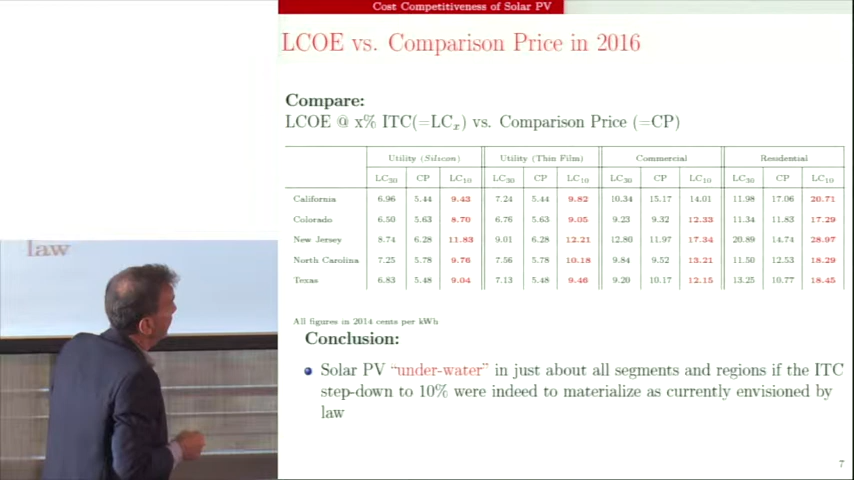 Cost Competitiveness of Solar PV
LCOE vs. Comparison Price in 2016
Compare:
LCOE @ x% ITC(=LCₓ) vs. Comparison Price (=CP)
Utility (Silicon) Utility (Thin Film) Commercial Residential
LC₃₀ CP LC₁₀ LC₃₀ CP LC₁₀ LC₃₀ CP LC₁₀ LC₃₀ CP LC₁₀
California 6.96 5.44 9.43 7.24 5.44 9.82 10.34 15.17 14.01 11.98 17.06 20.71
Colorado 6.50 5.63 8.70 6.76 5.63 9.05 9.23 9.32 12.33 11.34 11.83 17.29
New Jersey 8.74 6.28 11.83 9.01 6.28 12.21 12.80 11.97 17.34 20.89 14.74 28.97
North Carolina 7.25 5.78 9.76 7.56 5.78 10.18 9.84 9.52 13.21 11.50 12.53 18.29
Texas 6.83 5.48 9.04 7.13 5.48 9.46 9.20 10.17 12.15 13.25 10.77 18.45
All figures in 2014 cents per kWh
Conclusion:
Solar PV "under-water" in just about all segments and regions if the ITC
step-down to 10% were indeed to materialize as currently envisioned by
law
7
law